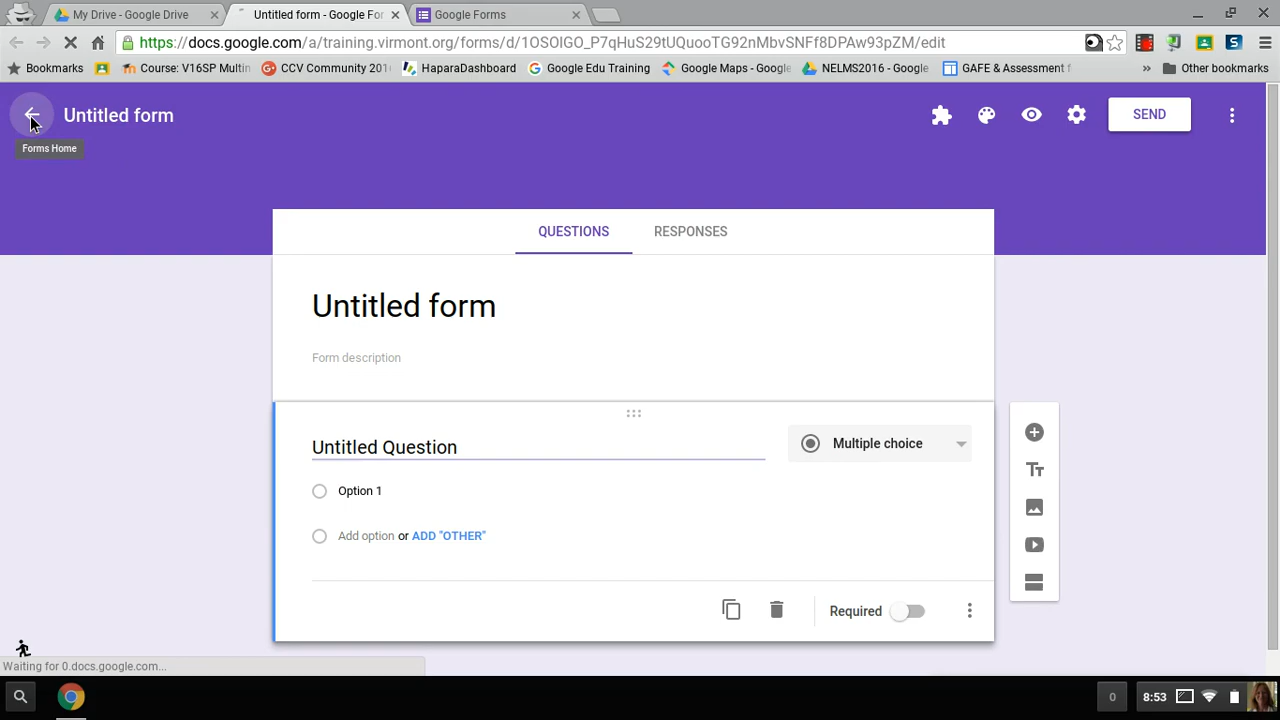 My Drive - Google Drive
Untitled form - Google For
Google Forms
https://docs.google.com/a/training.virmont.org/forms/d/1OSOIGO_P7qHuS29tUQuooTG92nMbvSNFf8DPAw93pZM/edit
Bookmarks
Course: V16SP Multin
CCV Community 201
HaparaDashboard
Google Edu Training
Google Maps - Google
NELMS2016 - Google
GAFE & Assessment f
»
Other bookmarks
Untitled form
SEND
Forms Home
QUESTIONS
RESPONSES
Untitled form
Form description
Untitled Question
Multiple choice
Option 1
Add option or ADD "OTHER"
Required
Waiting for 0.docs.google.com...
0
8:53